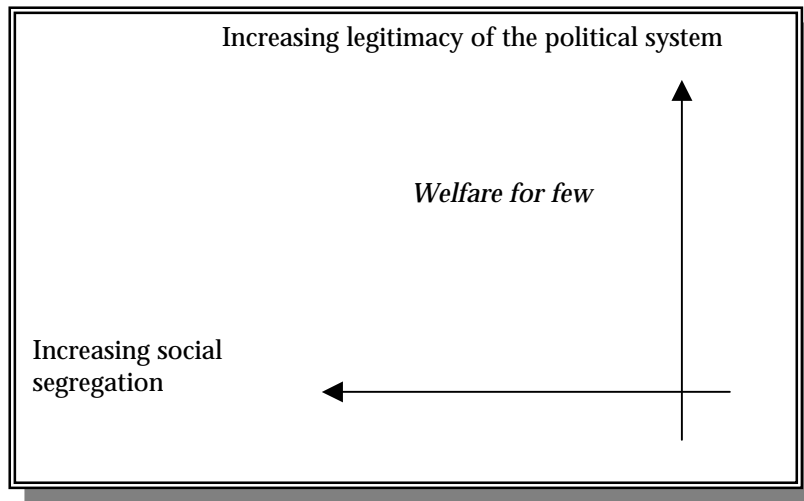 Increasing legitimacy of the political system
Welfare for few
Increasing social
segregation